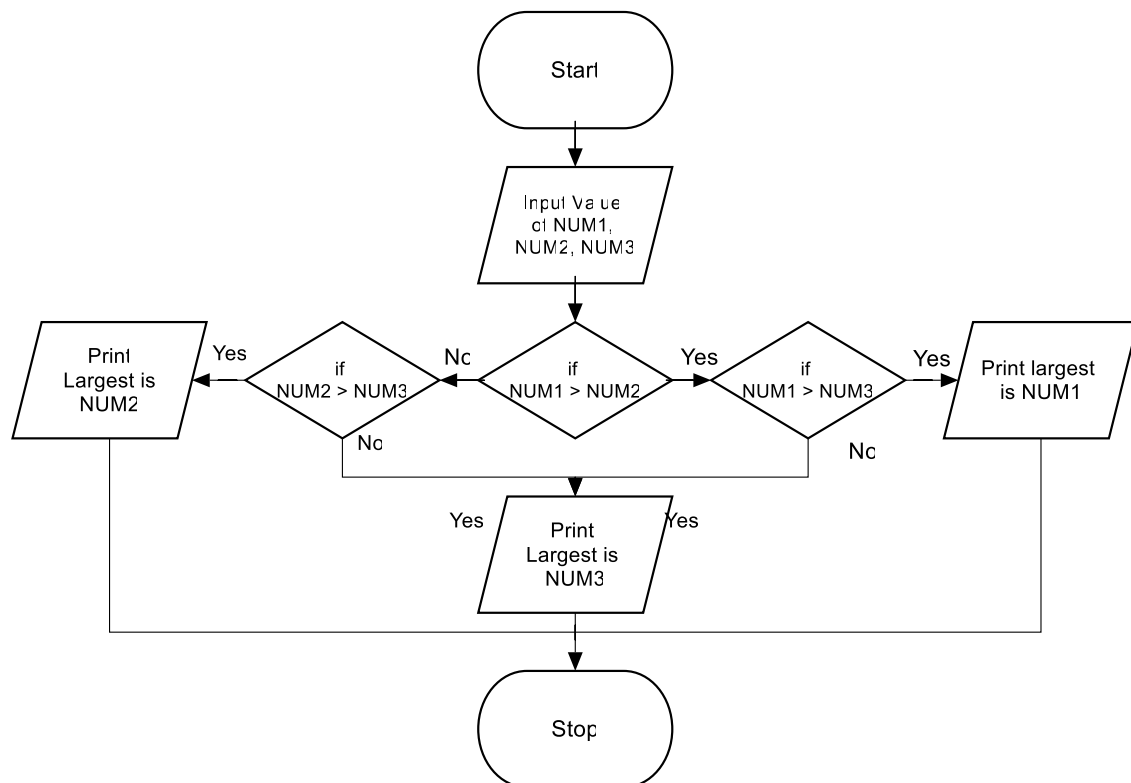 Start
Input Value
of NUM1,
NUM2, NUM3
Print
Largest is
NUM2
Yes
if
NUM2 > NUM3
No
if
NUM1 > NUM2
Yes
if
NUM1 > NUM3
Yes
Print largest
is NUM1
No
No
Yes
Print
Largest is
NUM3
Yes
Stop